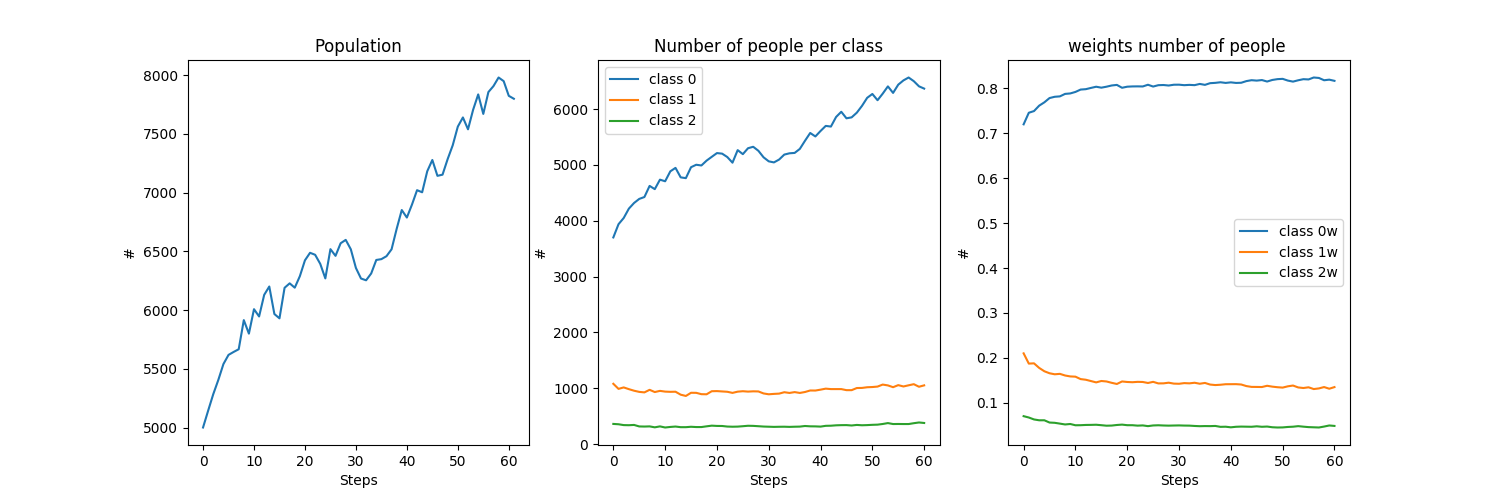 Population
8000
7500
7000
6500
6000
5500
5000
#
0 10 20 30 40 50 60
Steps
Number of people per class
class 0
class 1
class 2
6000
5000
4000
3000
2000
1000
0
#
0 10 20 30 40 50 60
Steps
weights number of people
0.8
0.7
0.6
0.5
0.4
0.3
0.2
0.1
#
class 0w
class 1w
class 2w
0 10 20 30 40 50 60
Steps